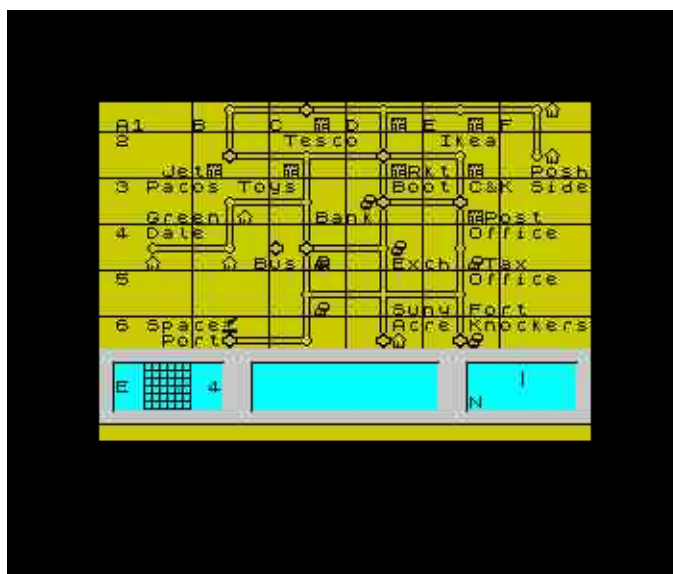 A1 B C D E F
2 Tesco Ikea
Jet Rkt Posh
3 Pacos Toys Boot C&K Side
Green Bank Post
4 Dale Office
Bus Exch Tax
5 Office
Suny Fort
6 Space Acre Knockers
Port
E 4
N